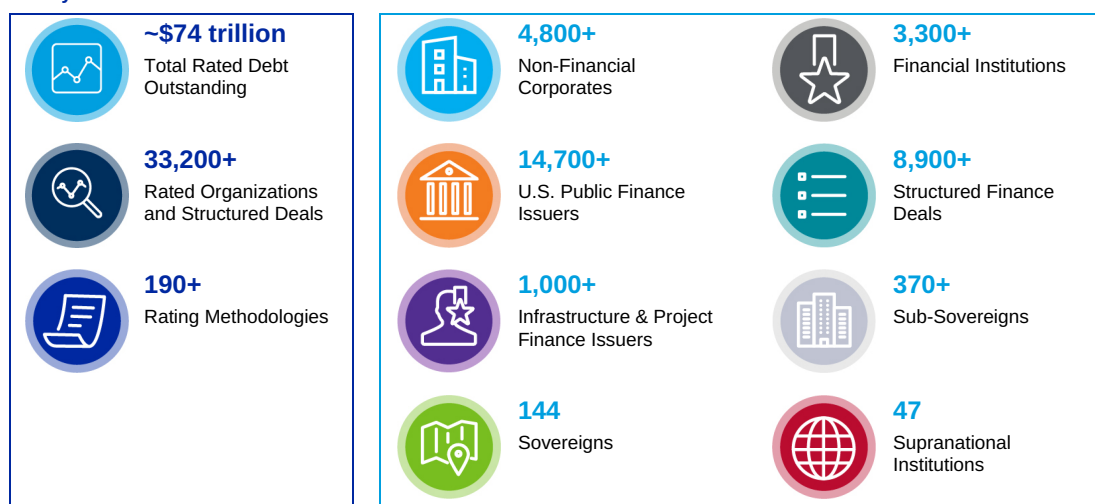 ~$74 trillion
Total Rated Debt
Outstanding
33,200+
Rated Organizations
and Structured Deals
190+
Rating Methodologies
4,800+
Non-Financial
Corporates
3,300+
Financial Institutions
14,700+
U.S. Public Finance
Issuers
8,900+
Structured Finance
Deals
1,000+
Infrastructure & Project
Finance Issuers
370+
Sub-Sovereigns
144
Sovereigns
47
Supranational
Institutions